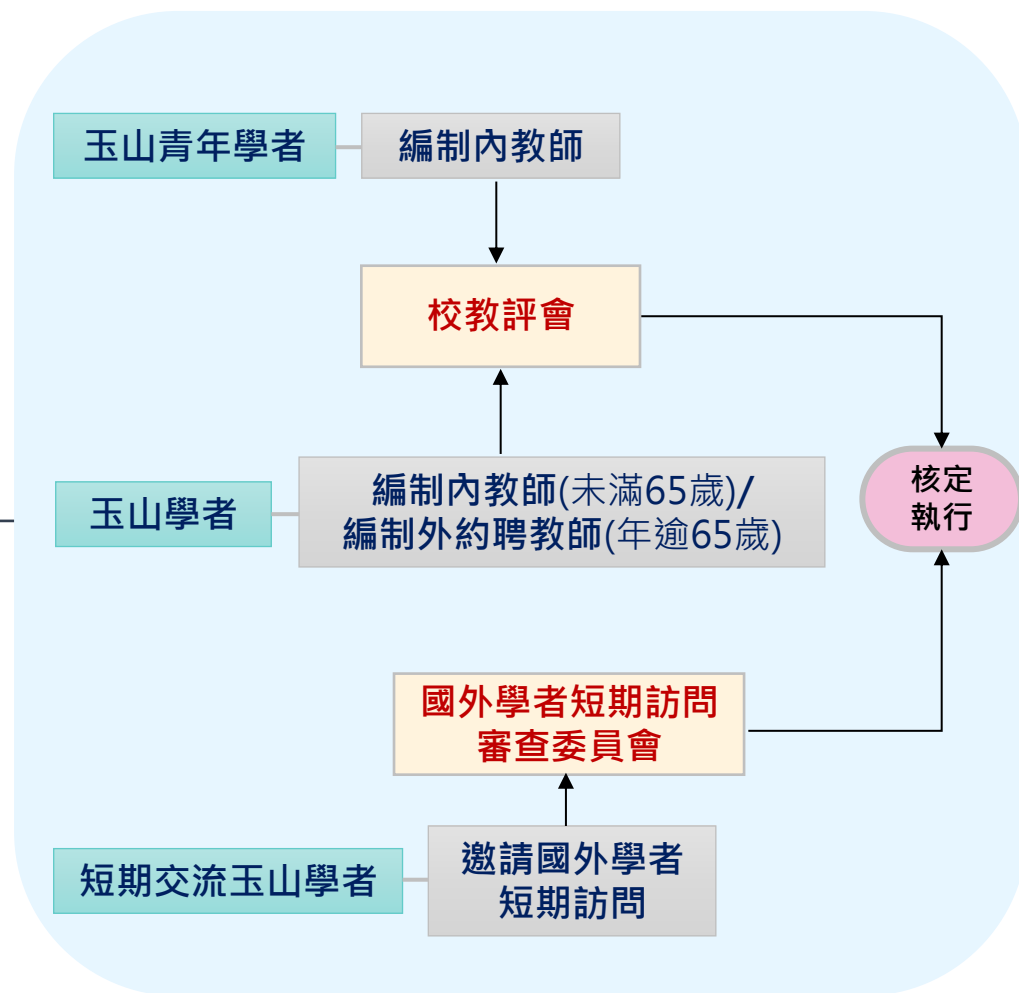 玉山青年學者
編制內教師
校教評會
玉山學者
編制內教師(未滿65歲)/
編制外約聘教師(年逾65歲)
核定
執行
國外學者短期訪問
審查委員會
短期交流玉山學者
邀請國外學者
短期訪問